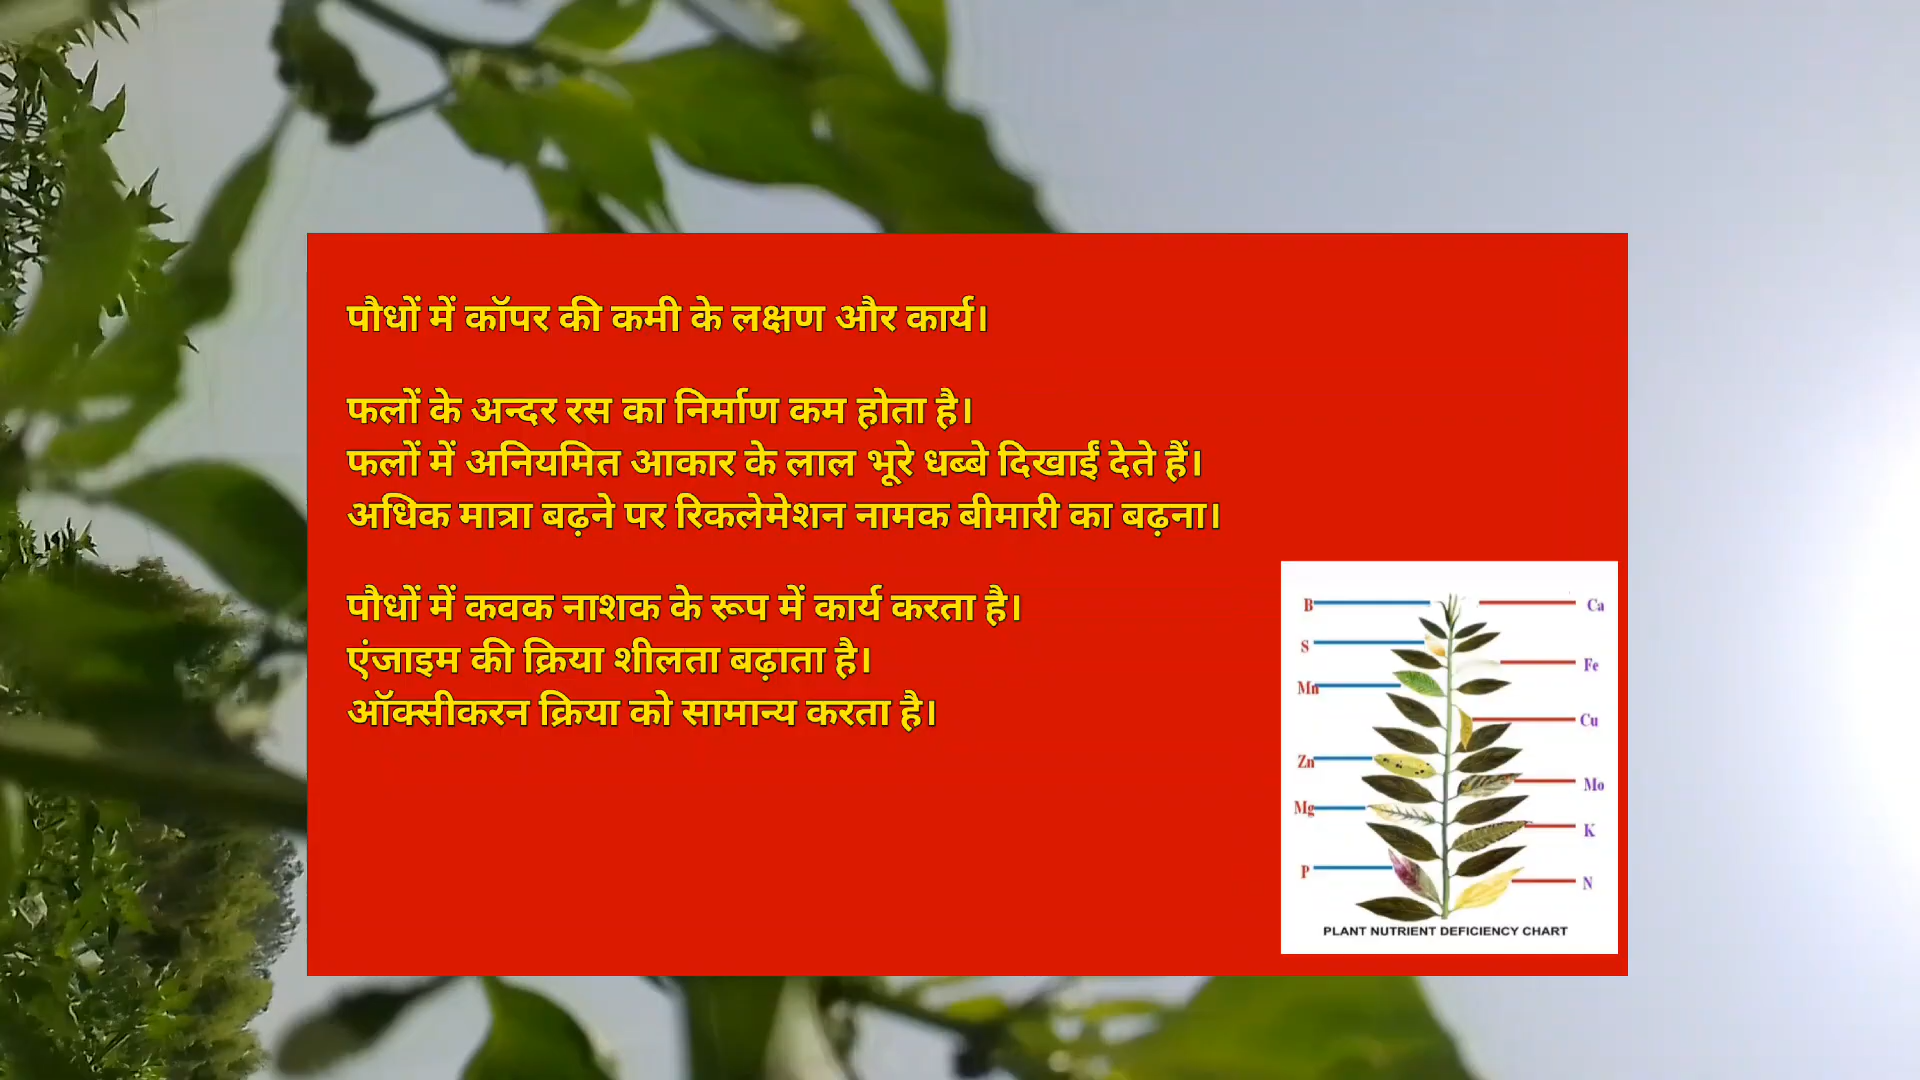 पौधों में कॉपर की कमी के लक्षण और कार्य।
फलों के अन्दर रस का निर्माण कम होता है।
फलों में अनियमित आकार के लाल भूरे धब्बे दिखाईं देते हैं।
अधिक मात्रा बढ़ने पर रिकलेमेशन नामक बीमारी का बढ़ना।
पौधों में कवक नाशक के रूप में कार्य करता है।
एंजाइम की क्रिया शीलता बढ़ाता है।
ऑक्सीकरन क्रिया को सामान्य करता है।
B Ca
S Fe
Mn Cu
Zn Mo
Mg K
P N
PLANT NUTRIENT DEFICIENCY CHART